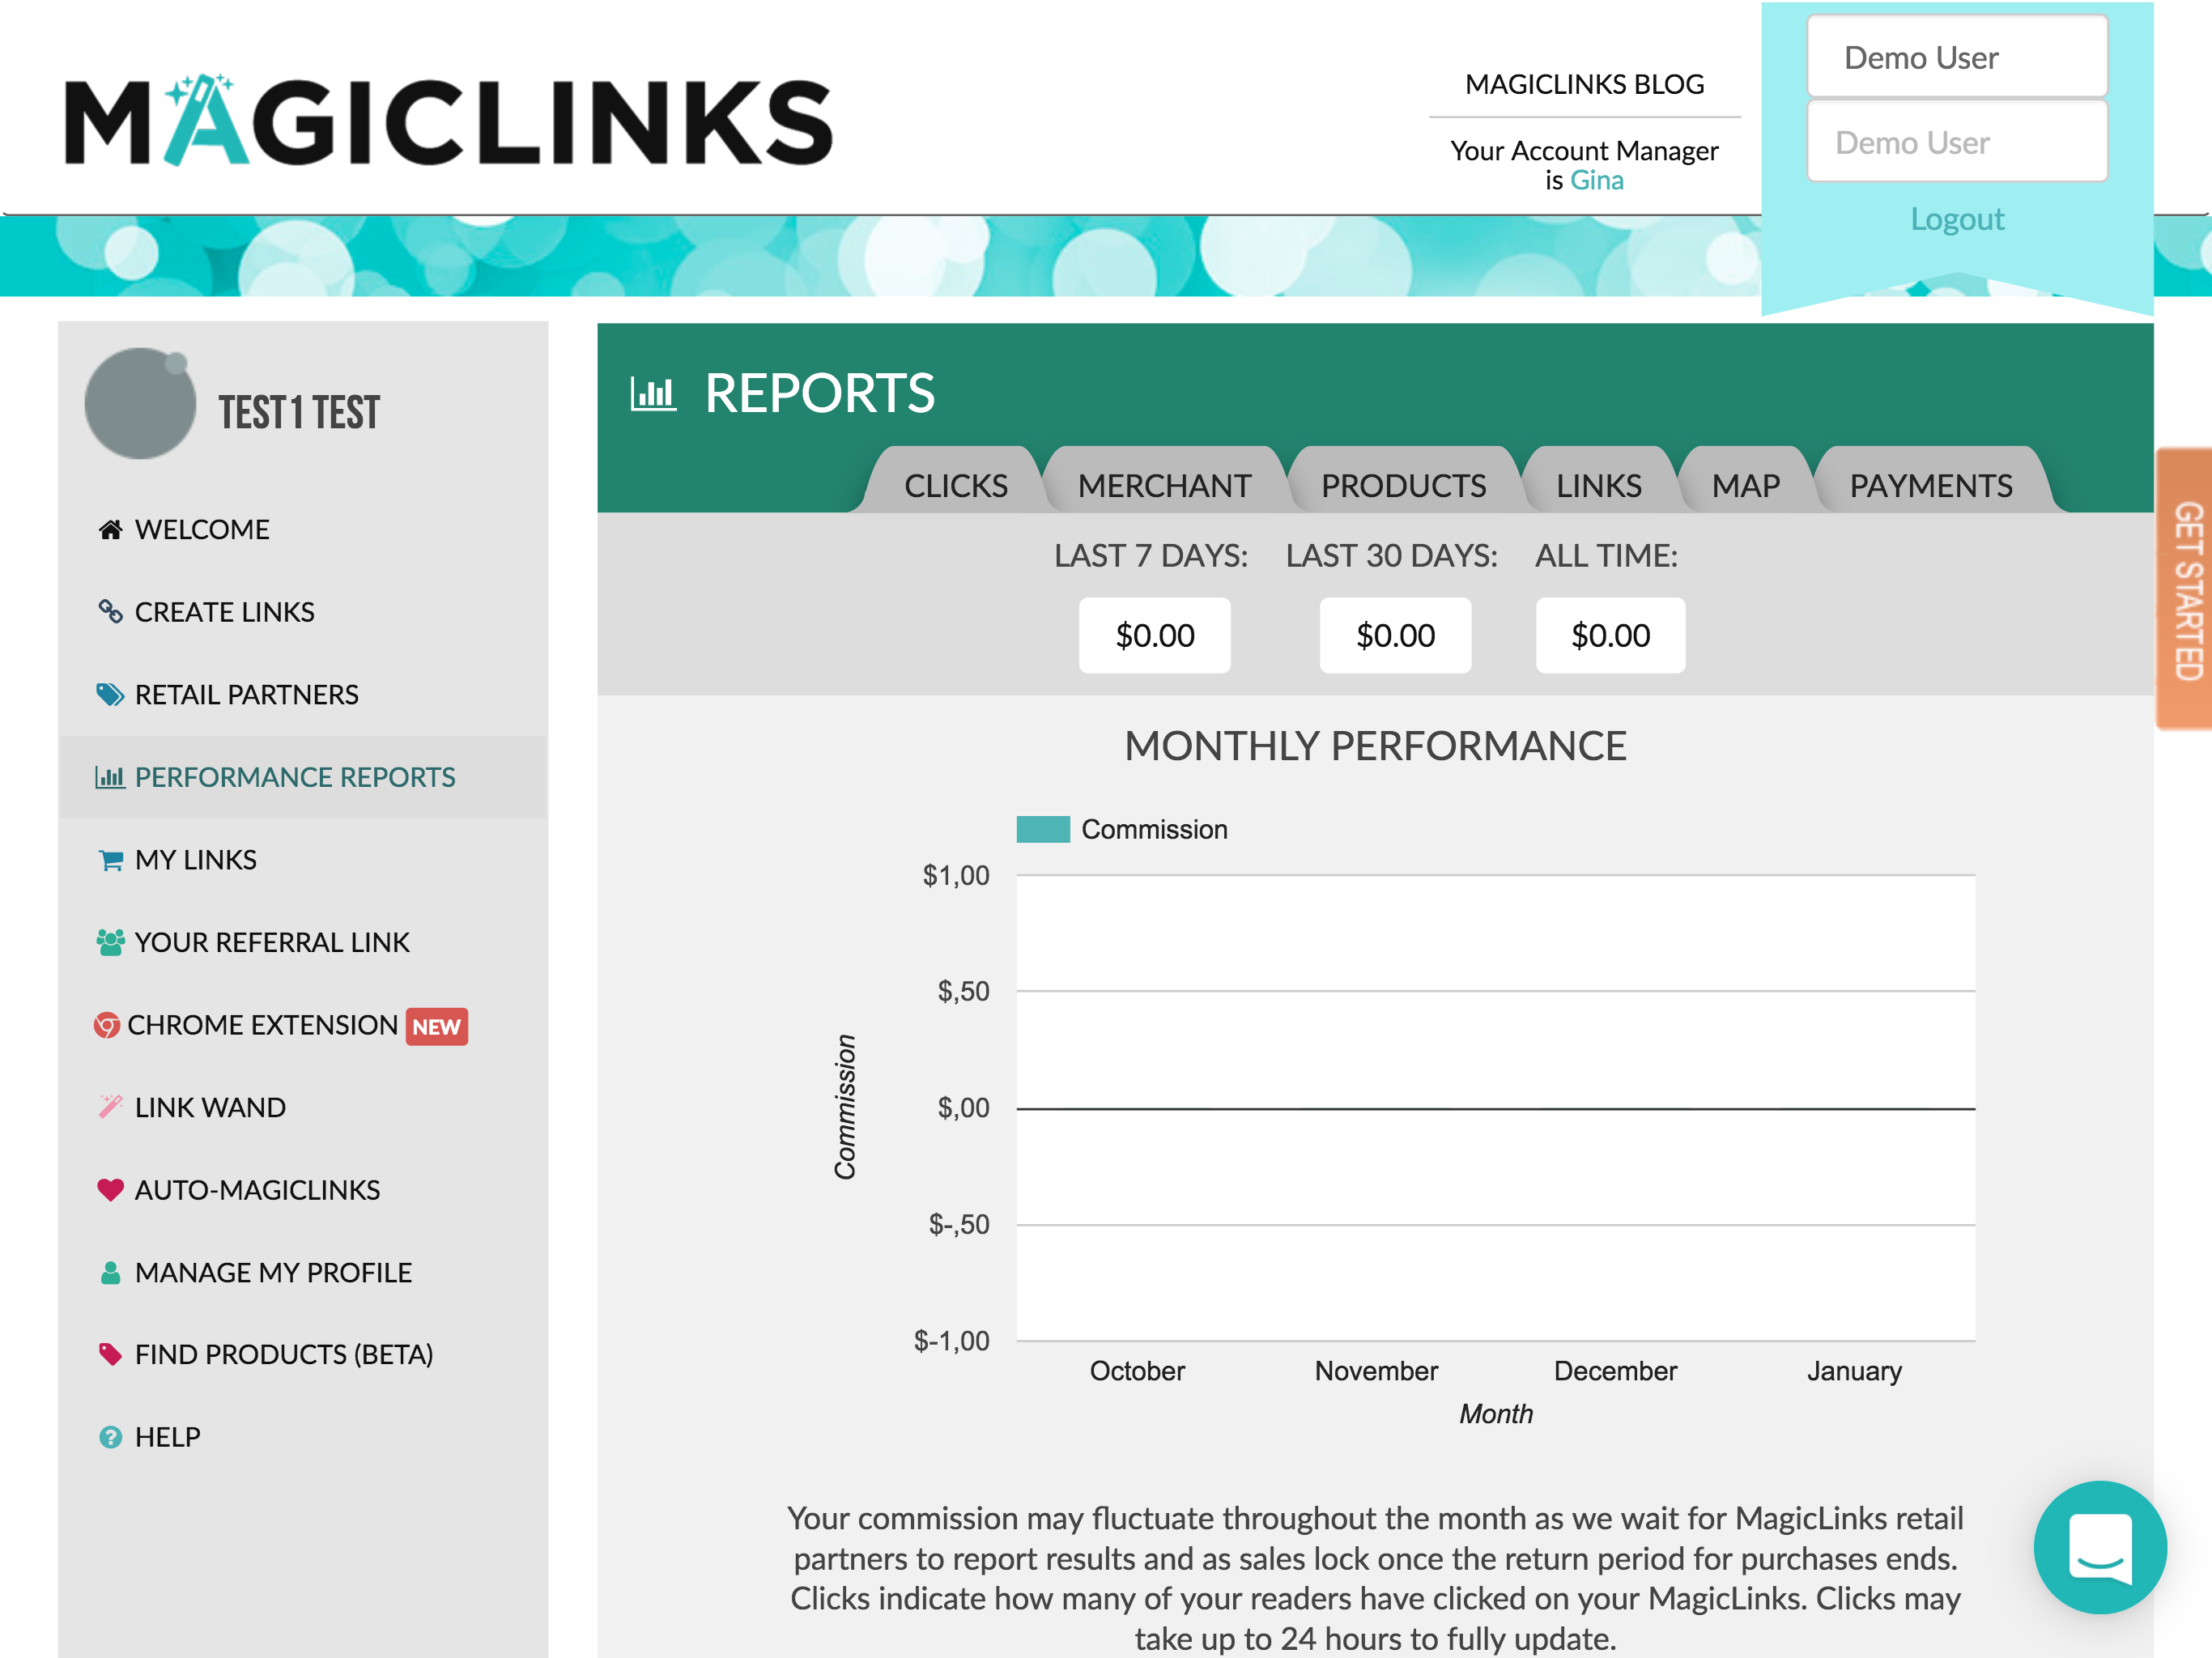 MAGICLINKS
MAGICLINKS BLOG
Your Account Manager
is Gina
Demo User
Demo User
Logout
TEST1 TEST
WELCOME
CREATE LINKS
RETAIL PARTNERS
PERFORMANCE REPORTS
MY LINKS
YOUR REFERRAL LINK
CHROME EXTENSION NEW
LINK WAND
AUTO-MAGICLINKS
MANAGE MY PROFILE
FIND PRODUCTS (BETA)
HELP
REPORTS
CLICKS MERCHANT PRODUCTS LINKS MAP PAYMENTS
LAST 7 DAYS: LAST 30 DAYS: ALL TIME:
$0.00 $0.00 $0.00
MONTHLY PERFORMANCE
Commission
$1,00
$,50
$,00
$-,50
$-1,00
Commission
October November December January
Month
Your commission may fluctuate throughout the month as we wait for MagicLinks retail
partners to report results and as sales lock once the return period for purchases ends.
Clicks indicate how many of your readers have clicked on your MagicLinks. Clicks may
take up to 24 hours to fully update.
GET STARTED